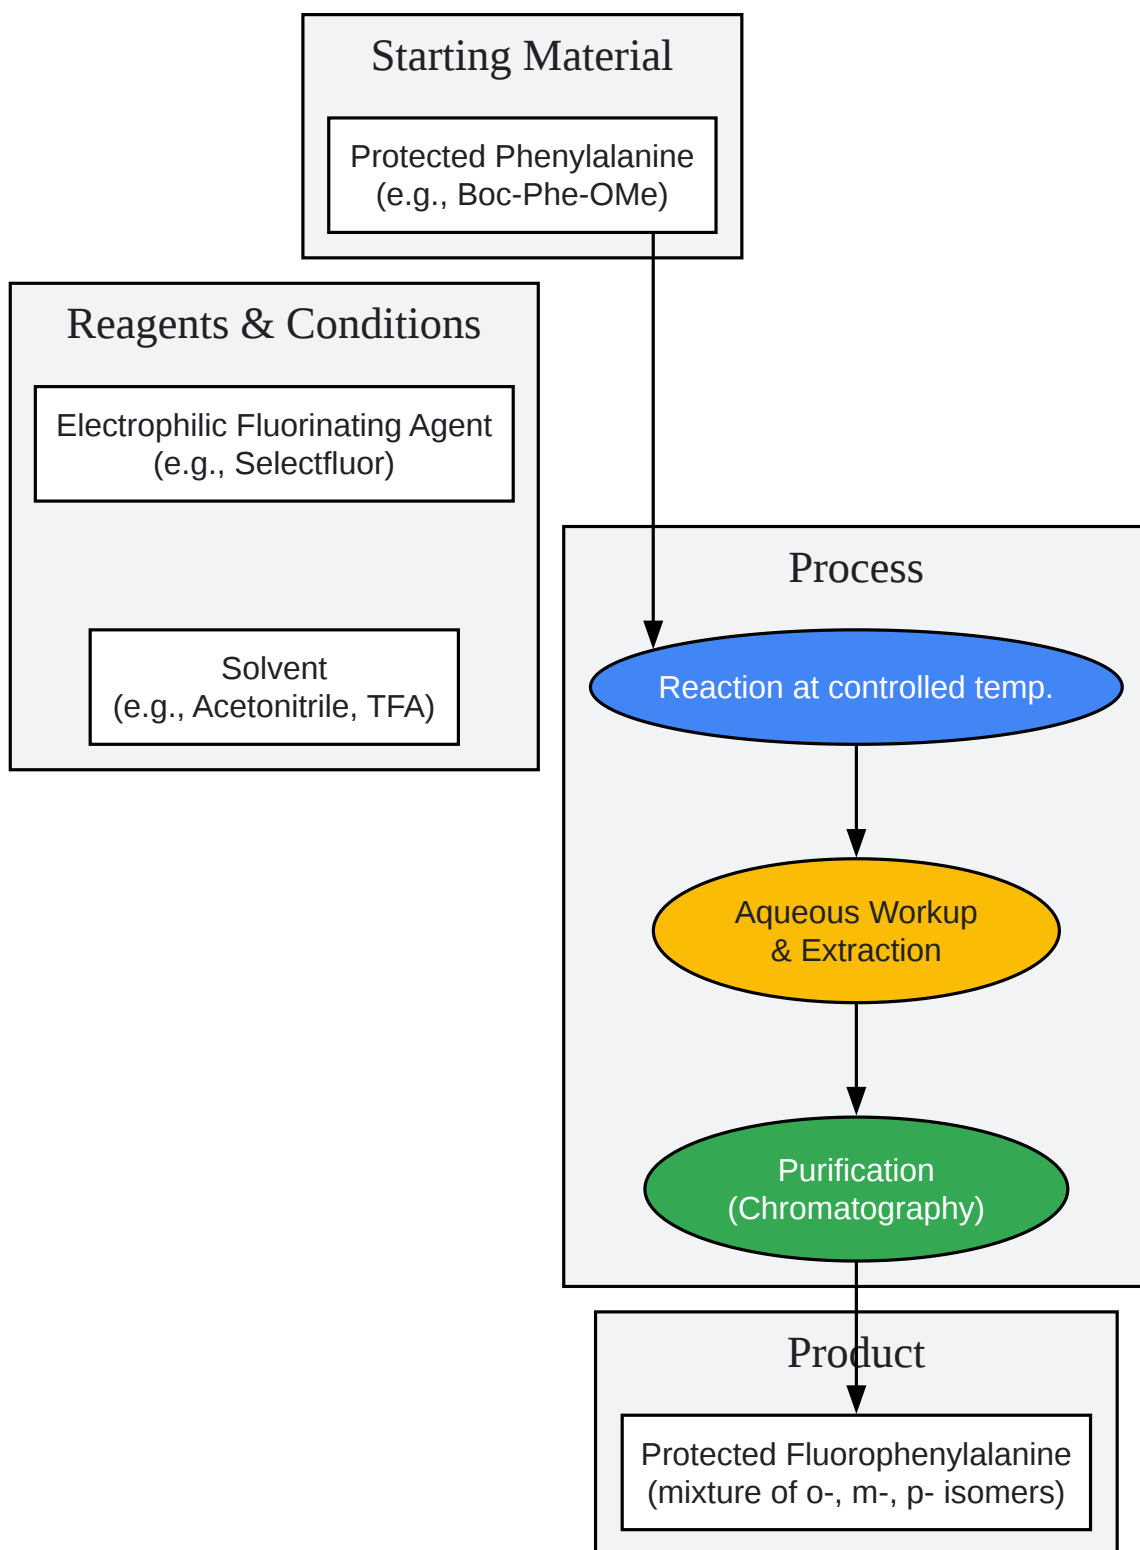 Starting Material
Protected Phenylalanine
(e.g., Boc-Phe-OMe)
Reagents & Conditions
Electrophilic Fluorinating Agent
(e.g., Selectfluor)
Solvent
(e.g., Acetonitrile, TFA)
Process
Reaction at controlled temp.
Aqueous Workup
& Extraction
Purification
(Chromatography)
Product
Protected Fluorophenylalanine
(mixture of o-, m-, p- isomers)